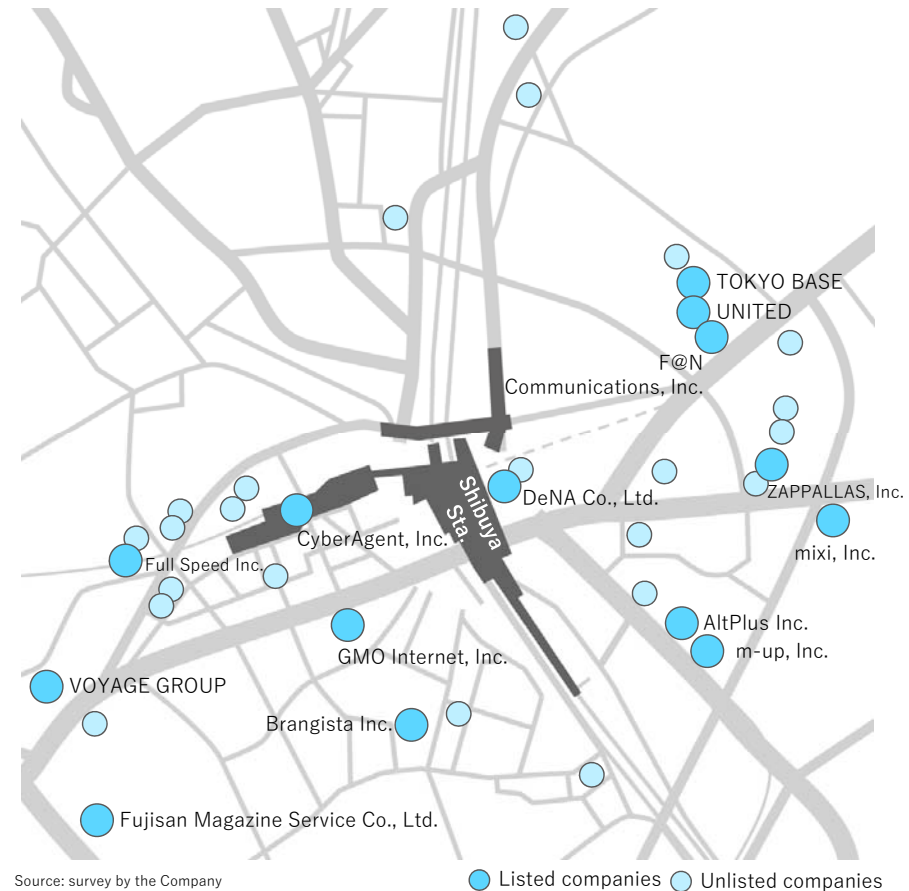 TOKYO BASE
UNITED
F@N
Communications, Inc.
Shibuya
Sta.
DeNA Co., Ltd.
ZAPPALLAS, Inc.
CyberAgent, Inc.
mixi, Inc.
Full Speed Inc.
AltPlus Inc.
m-up, Inc.
GMO Internet, Inc.
VOYAGE GROUP
Brangista Inc.
Fujisan Magazine Service Co., Ltd.
Source: survey by the Company
Listed companies
Unlisted companies